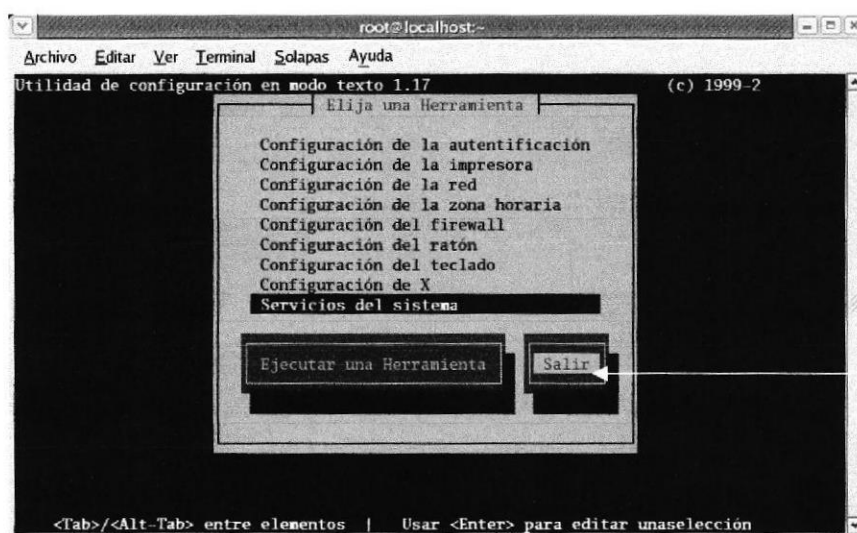 root@localhost:~
Archivo Editar Ver Terminal Solapas Ayuda
Utilidad de configuración en modo texto 1.17 (c) 1999-2
Elija una Herramienta
Configuración de la autentificación
Configuración de la impresora
Configuración de la red
Configuración de la zona horaria
Configuración del firewall
Configuración del ratón
Configuración del teclado
Configuración de X
Servicios del sistema
Ejecutar una Herramienta Salir
<Tab>/<Alt-Tab> entre elementos | Usar <Enter> para editar unaselección